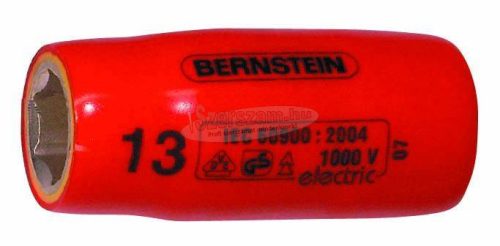 BERNSTEIN
13
IEC 60900 : 2004
1000 V
electric
07